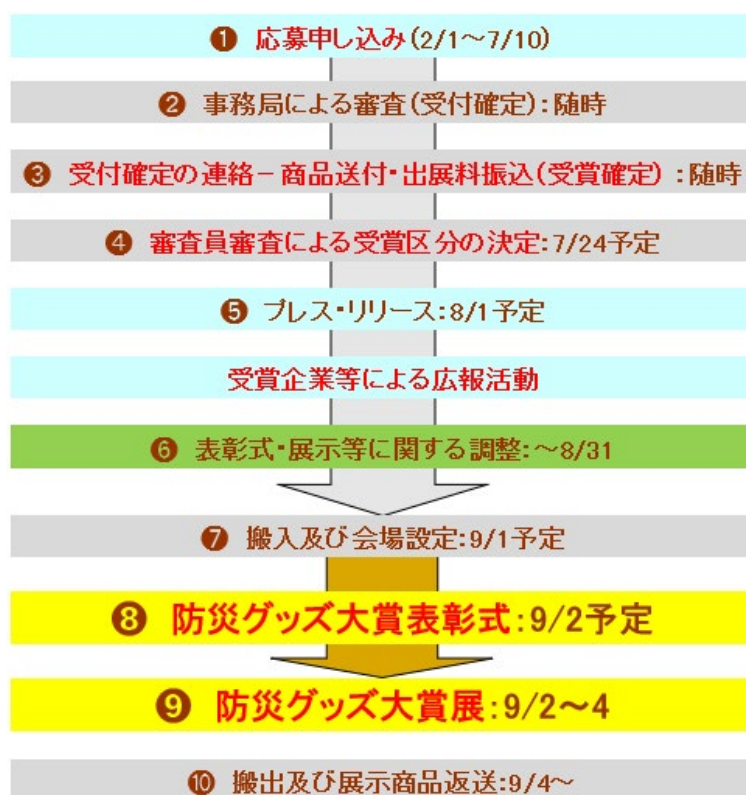 ❶ 応募申し込み(2/1～7/10)
❷ 事務局による審査(受付確定):随時
❸ 受付確定の連絡－商品送付・出展料振込(受賞確定):随時
❹ 審査員審査による受賞区分の決定:7/24予定
❺ プレス・リリース:8/1予定
受賞企業等による広報活動
❻ 表彰式・展示等に関する調整:～8/31
❼ 搬入及び会場設定:9/1予定
❽ 防災グッズ大賞表彰式:9/2予定
❾ 防災グッズ大賞展:9/2～4
❿ 搬出及び展示商品返送:9/4～